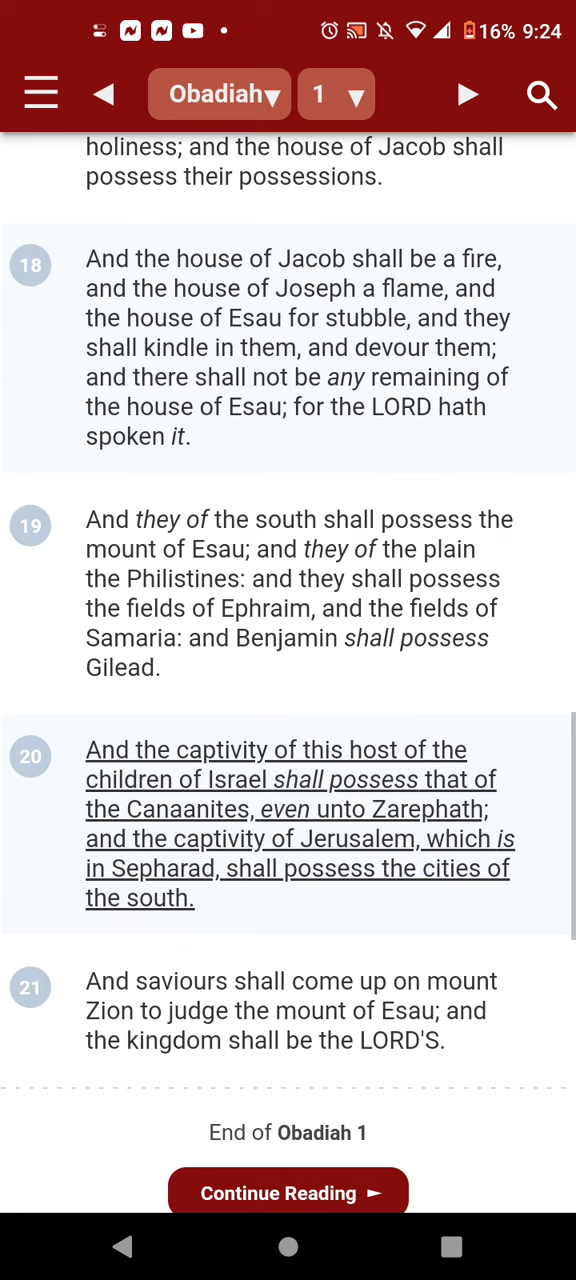 16% 9:24
Obadiah 1
holiness; and the house of Jacob shall
possess their possessions.
18 And the house of Jacob shall be a fire,
and the house of Joseph a flame, and
the house of Esau for stubble, and they
shall kindle in them, and devour them;
and there shall not be any remaining of
the house of Esau; for the LORD hath
spoken it.
19 And they of the south shall possess the
mount of Esau; and they of the plain
the Philistines: and they shall possess
the fields of Ephraim, and the fields of
Samaria: and Benjamin shall possess
Gilead.
20 And the captivity of this host of the
children of Israel shall possess that of
the Canaanites, even unto Zarephath;
and the captivity of Jerusalem, which is
in Sepharad, shall possess the cities of
the south.
21 And saviours shall come up on mount
Zion to judge the mount of Esau; and
the kingdom shall be the LORD'S.
End of Obadiah 1
Continue Reading